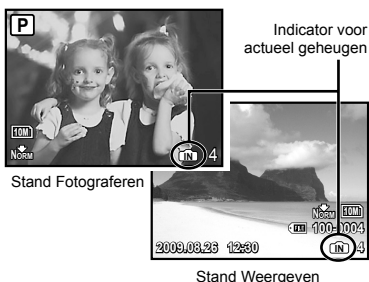 P
Indicator voor
actueel geheugen
10M
NORM
IN 4
Stand Fotograferen
NORM 10M
FINE 100-0004
2009.08.26 12:30 IN 4
Stand Weergeven